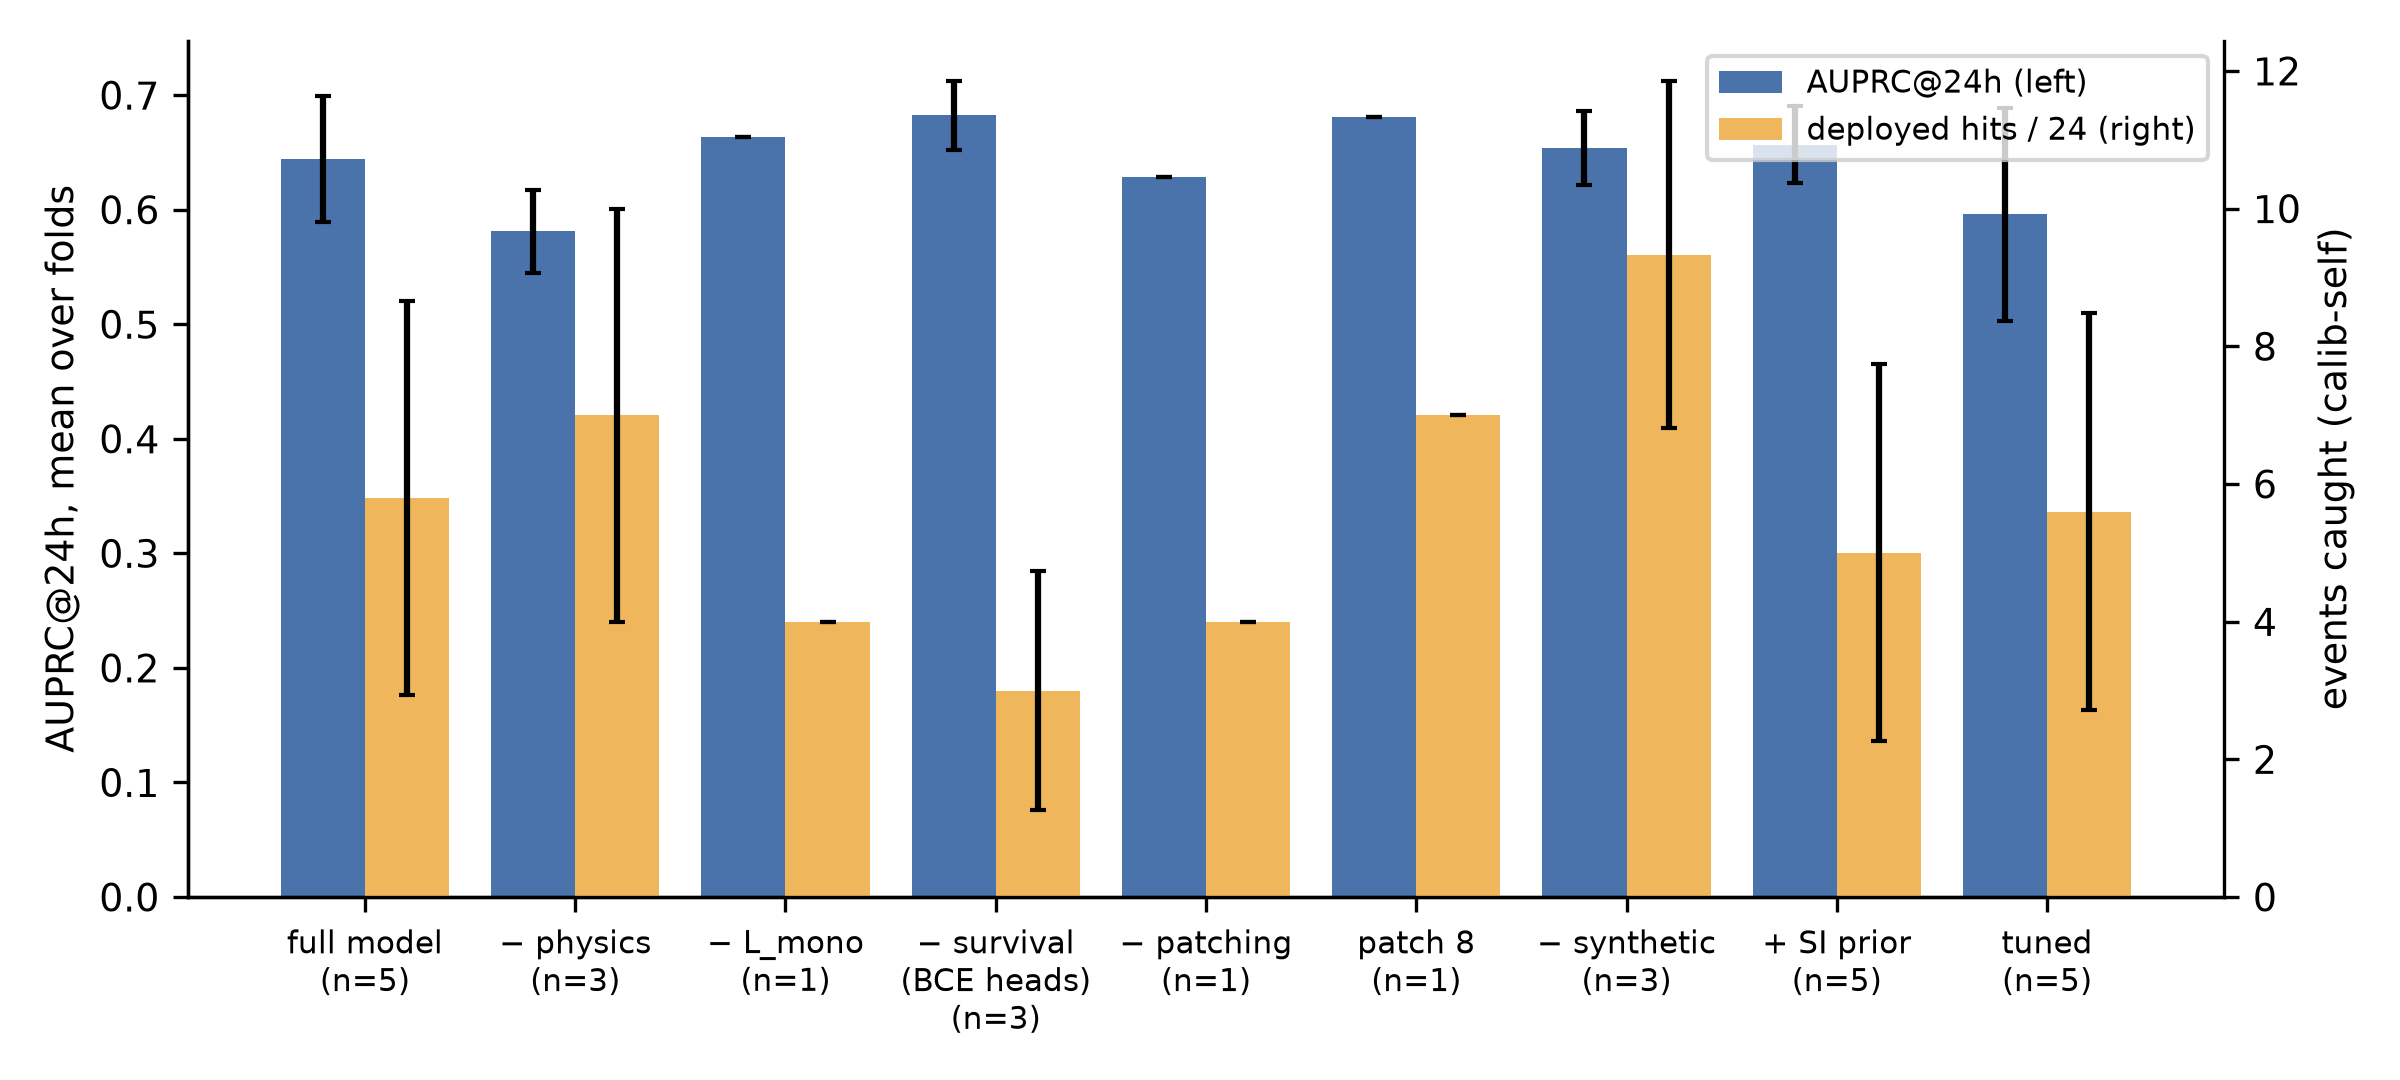 AUPRC@24h, mean over folds
0.7
0.6
0.5
0.4
0.3
0.2
0.1
0.0
AUPRC@24h (left)
deployed hits / 24 (right)
12
10
8
6
4
2
0
events caught (calib-self)
full model
(n=5)
− physics
(n=3)
− L_mono
(n=1)
− survival
(BCE heads)
(n=3)
− patching
(n=1)
patch 8
(n=1)
− synthetic
(n=3)
+ SI prior
(n=5)
tuned
(n=5)